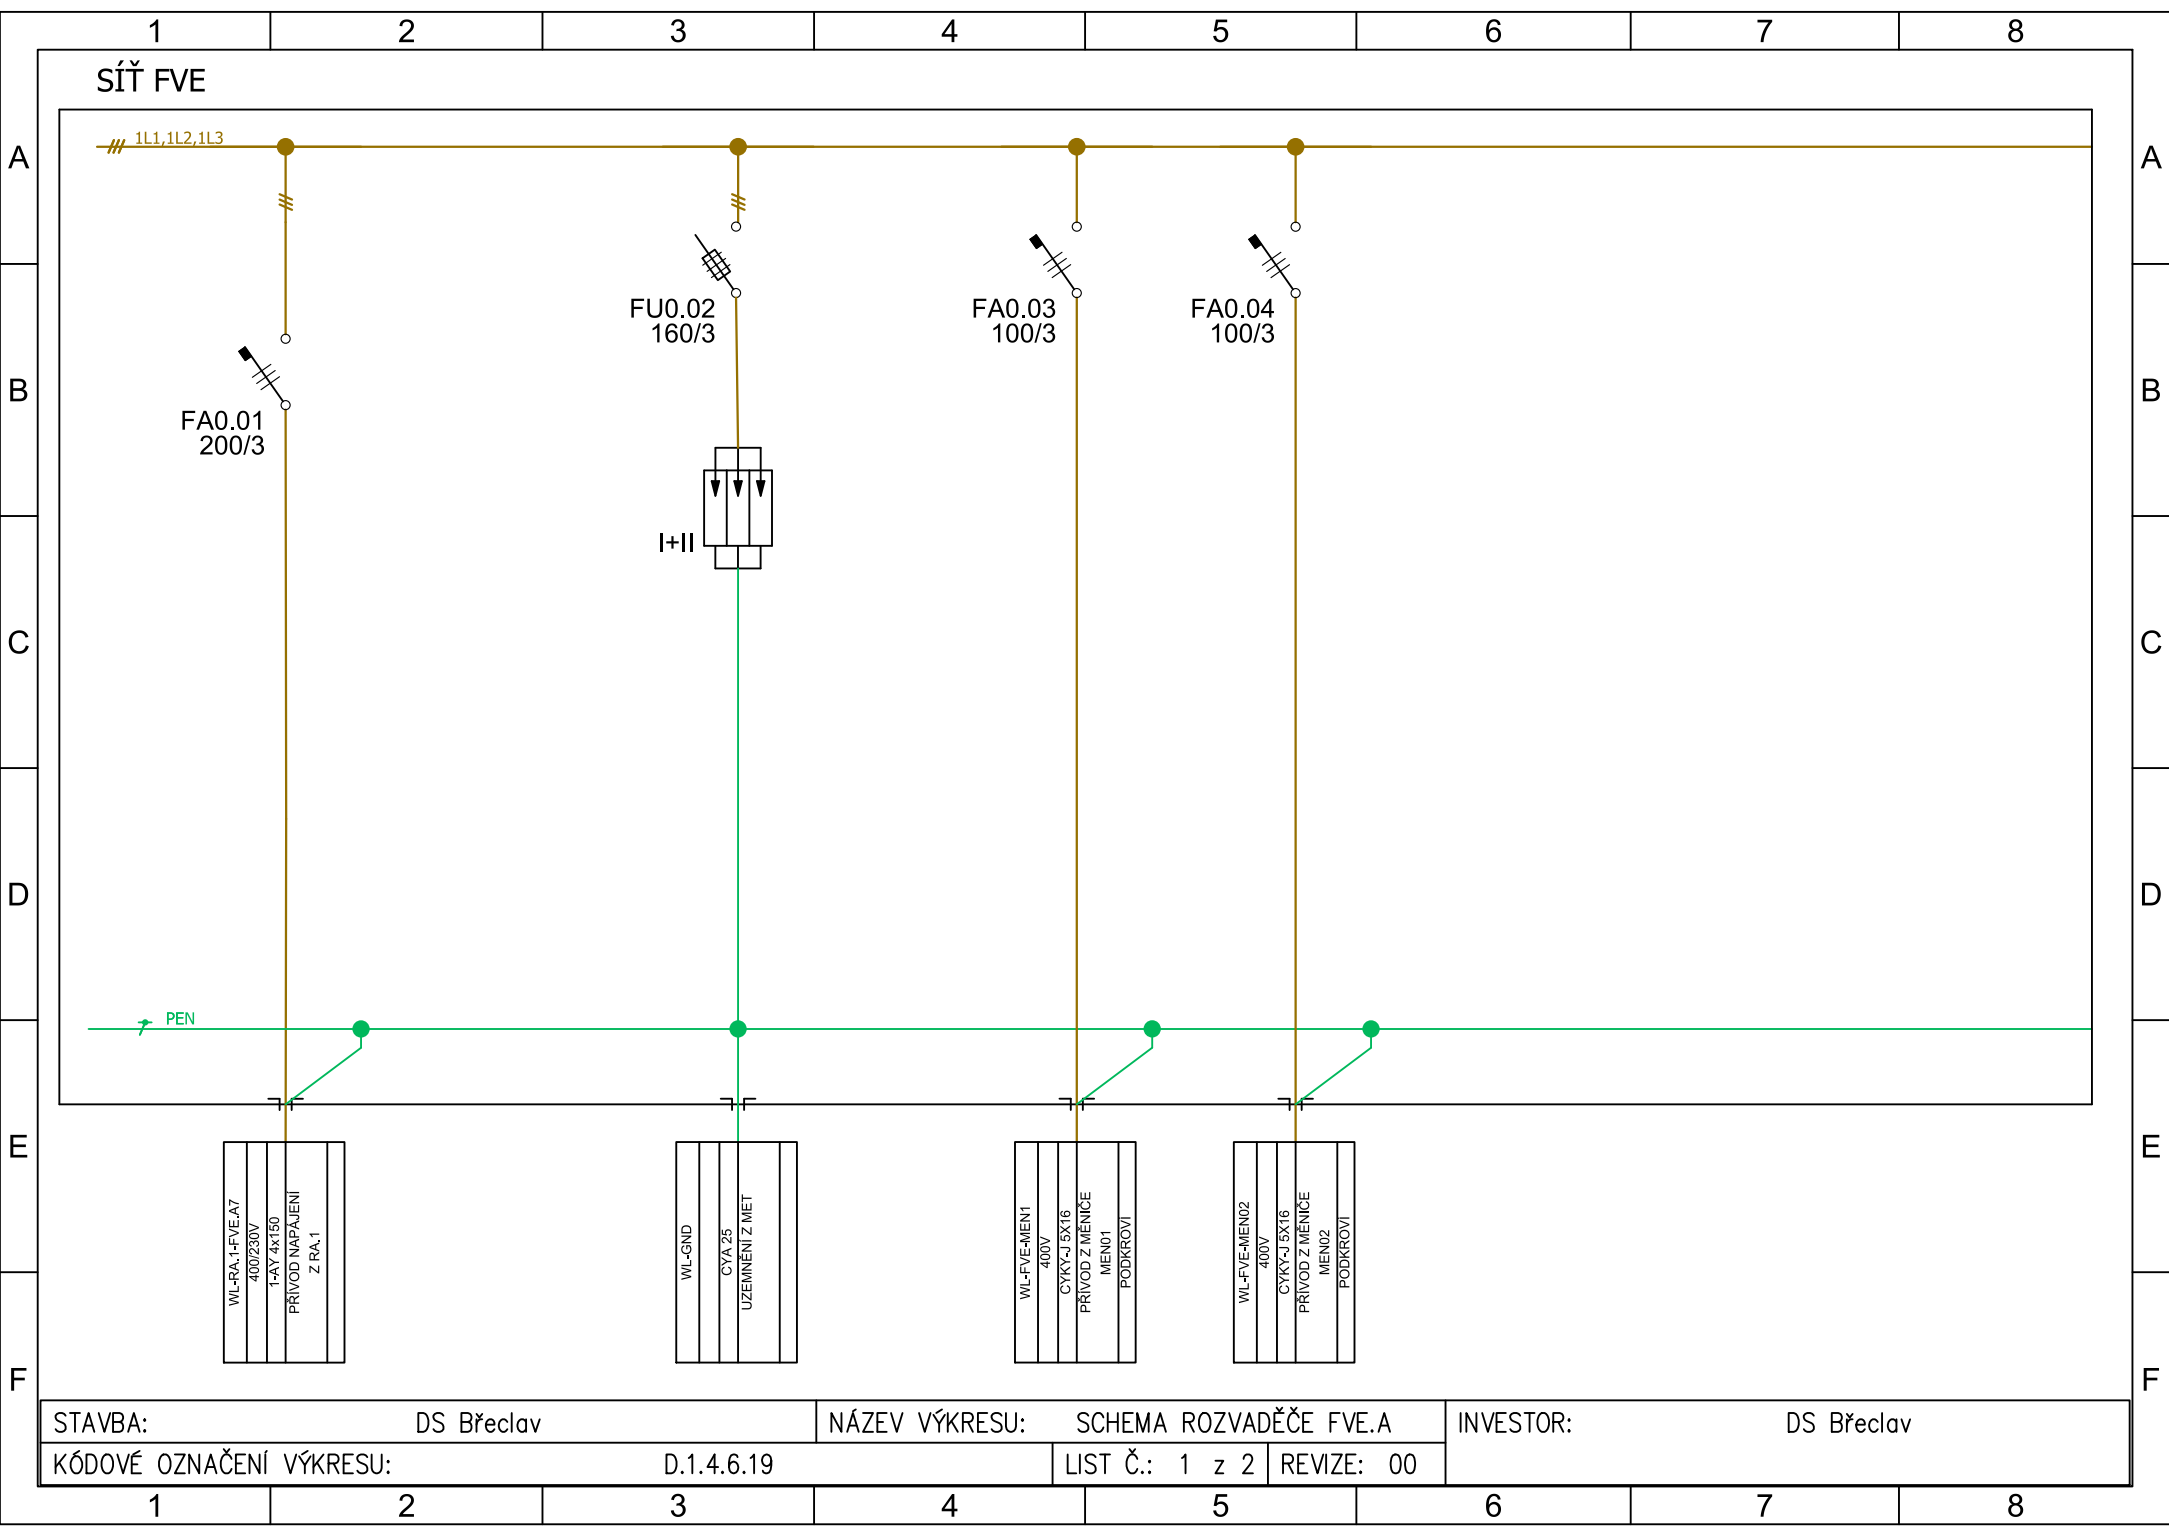 1 2 3 4 5 6 7 8
SÍŤ FVE
A A
1L1,1L2,1L3
FU0.02
160/3
FA0.03
100/3
FA0.04
100/3
B B
FA0.01
200/3
I+II
C C
D D
PEN
E E
WL-RA.1-FVE.A7
400/230V
1-AY 4x150
PŘÍVOD NAPÁJENÍ
Z RA.1
WL-GND
CYA 25
UZEMNĚNÍ Z MET
WL-FVE-MEN1
400V
CYKY-J 5X16
PŘÍVOD Z MĚNIČE
MEN01
PODKROVÍ
WL-FVE-MEN02
400V
CYKY-J 5X16
PŘÍVOD Z MĚNIČE
MEN02
PODKROVÍ
F F
STAVBA: DS Břeclav
NÁZEV VÝKRESU: SCHEMA ROZVADĚČE FVE.A
INVESTOR: DS Břeclav
KÓDOVÉ OZNAČENÍ VÝKRESU: D.1.4.6.19
LIST Č.: 1 z 2
REVIZE: 00
1 2 3 4 5 6 7 8